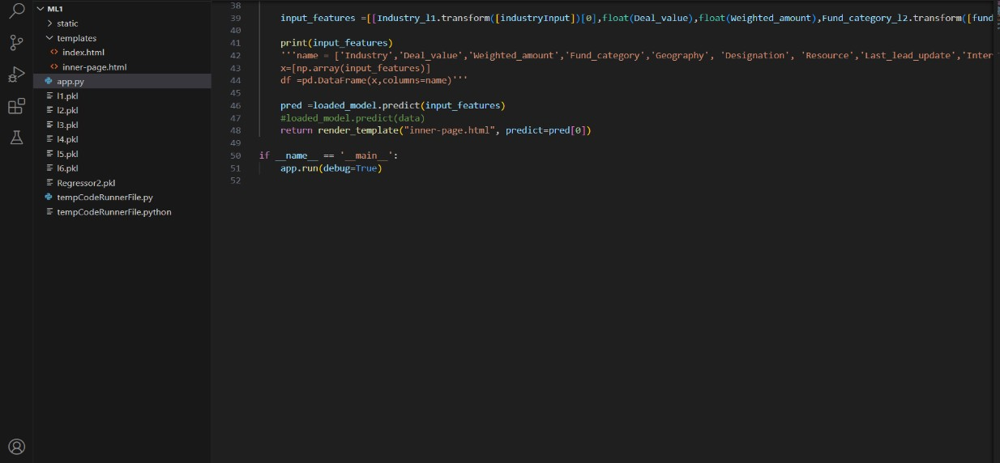 ML1
static
templates
index.html
inner-page.html
app.py
l1.pkl
l2.pkl
l3.pkl
l4.pkl
l5.pkl
l6.pkl
Regressor2.pkl
tempCodeRunnerFile.py
tempCodeRunnerFile.python
38
39 input_features =[[Industry_l1.transform([industryInput])[0],float(Deal_value),float(Weighted_amount),Fund_category_l2.transform([fund
40
41 print(input_features)
42 '''name = ['Industry','Deal_value','Weighted_amount','Fund_category','Geography', 'Designation', 'Resource','Last_lead_update','Inter
43 x=[np.array(input_features)]
44 df =pd.DataFrame(x,columns=name)'''
45
46 pred =loaded_model.predict(input_features)
47 #loaded_model.predict(data)
48 return render_template("inner-page.html", predict=pred[0])
49
50 if __name__ == '__main__':
51 app.run(debug=True)
52